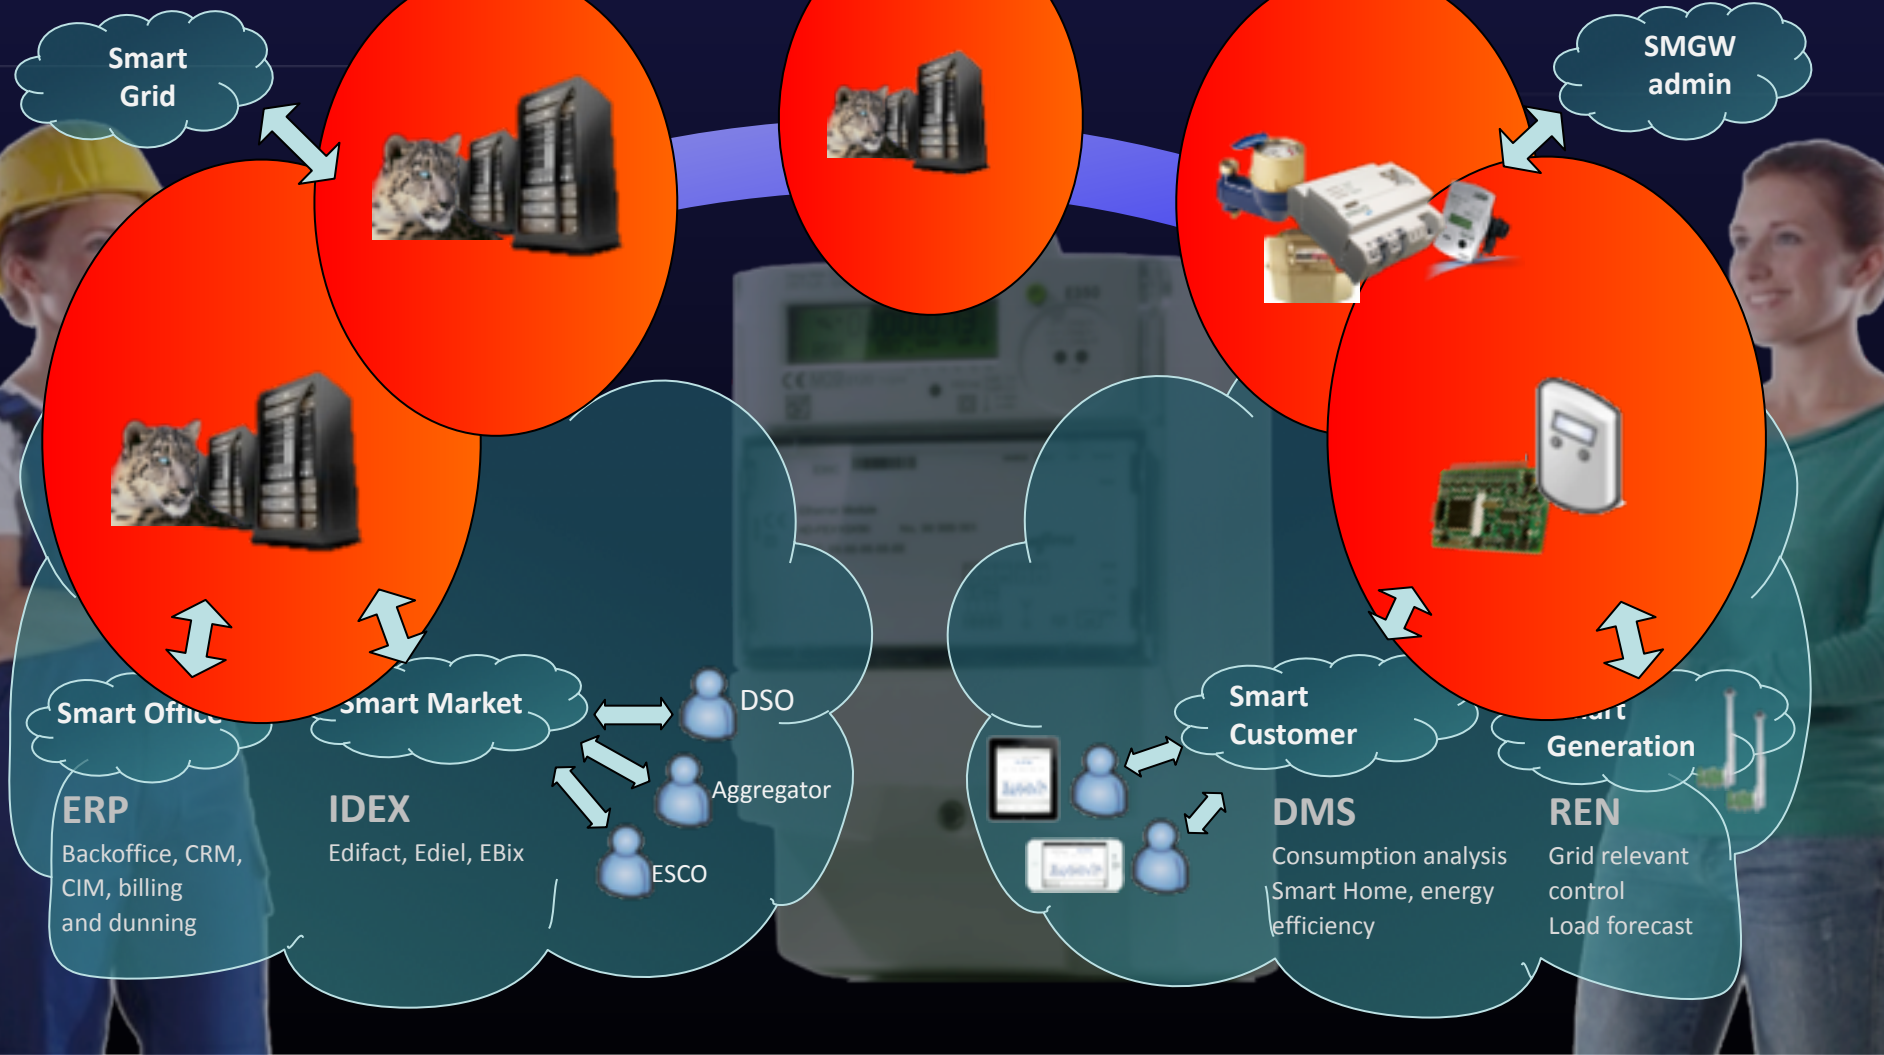 Smart
Grid
SMGW
admin
Smart Office
Smart Market
DSO
Aggregator
ESCO
Smart
Customer
Generation
ERP
Backoffice, CRM,
CIM, billing
and dunning
IDEX
Edifact, Ediel, EBix
DMS
Consumption analysis
Smart Home, energy
efficiency
REN
Grid relevant
control
Load forecast